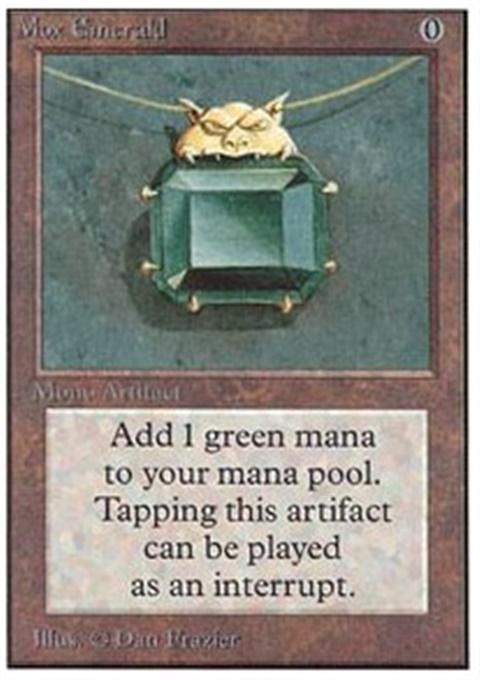 Mox Emerald
0
Mono Artifact
Add 1 green mana
to your mana pool.
Tapping this artifact
can be played
as an interrupt.
Illus. © Dan Frazier